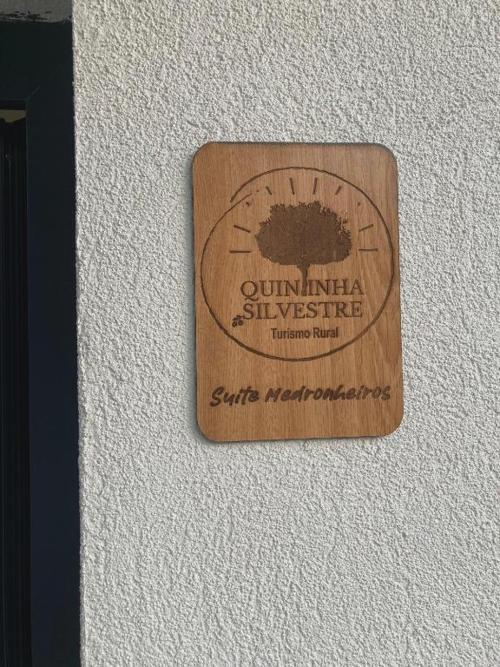 QUINTINHA
SILVESTRE
Turismo Rural
Suite Medronheiros